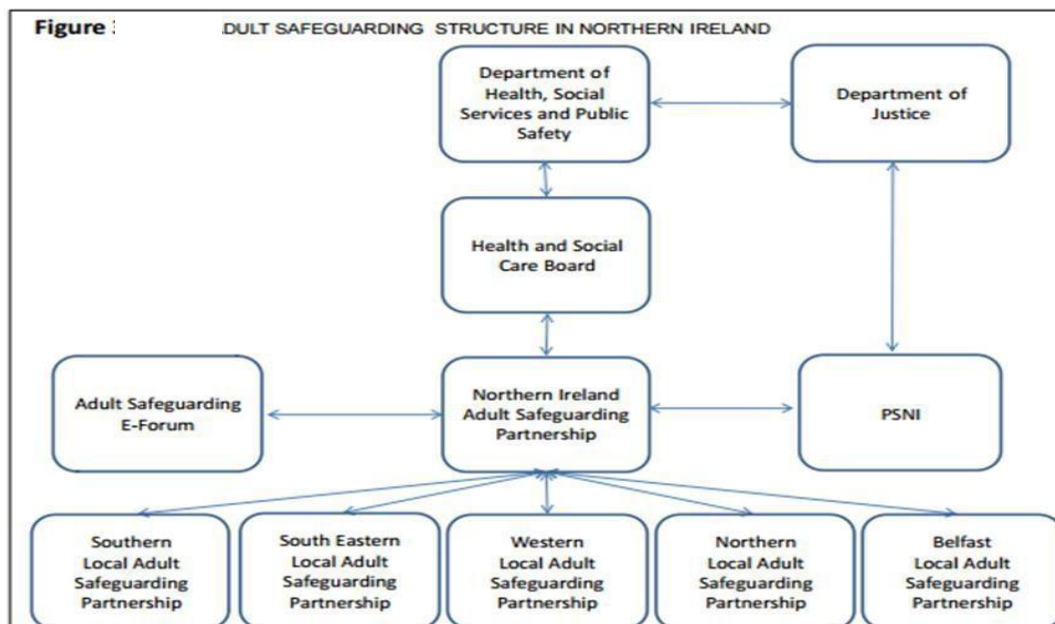 Figure
DULT SAFEGUARDING STRUCTURE IN NORTHERN IRELAND
Department of
Health, Social
Services and Public
Safety
Department of
Justice
Health and Social
Care Board
Adult Safeguarding
E-Forum
Northern Ireland
Adult Safeguarding
Partnership
PSNI
Southern
Local Adult
Safeguarding
Partnership
South Eastern
Local Adult
Safeguarding
Partnership
Western
Local Adult
Safeguarding
Partnership
Northern
Local Adult
Safeguarding
Partnership
Belfast
Local Adult
Safeguarding
Partnership